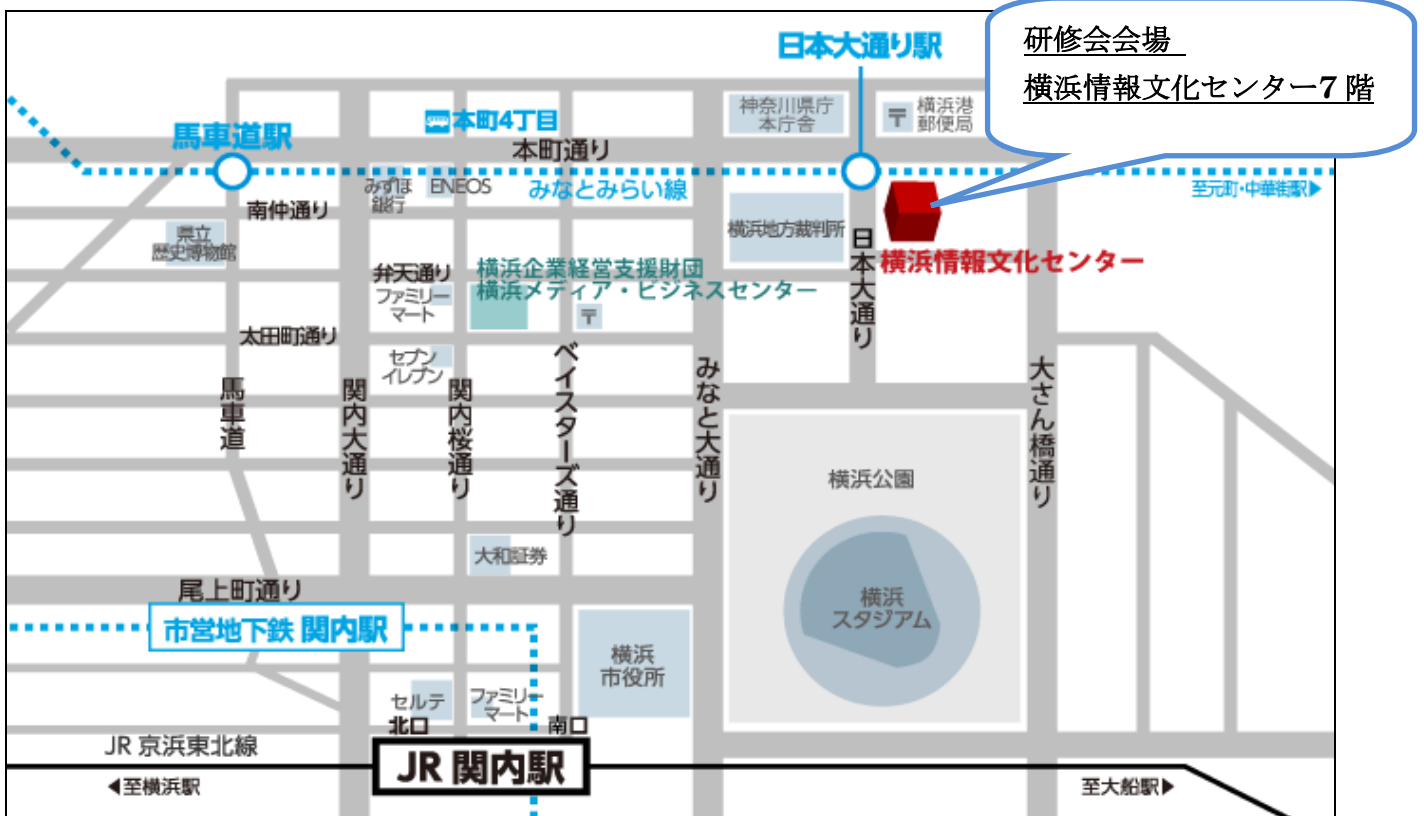 研修会会場
横浜情報文化センター7 階
日本大通り駅
神奈川県庁
本庁舎
〒
横浜港
郵便局
本町4丁目
馬車道駅
本町通り
みずほ
銀行
ENEOS
みなとみらい線
至元町・中華街駅▶
南仲通り
県立
歴史博物館
横浜地方裁判所
日本大通り
横浜情報文化センター
弁天通り
横浜企業経営支援財団
横浜メディア・ビジネスセンター
ファミリー
マート
〒
太田町通り
セブン
イレブン
馬車道
関内大通り
関内桜通り
ベイスターズ通り
みなと大通り
大さん橋通り
横浜公園
大和証券
尾上町通り
横浜
スタジアム
市営地下鉄 関内駅
横浜
市役所
セルテ
ファミリー
マート
北口
南口
JR 京浜東北線
JR 関内駅
◀至横浜駅
至大船駅▶